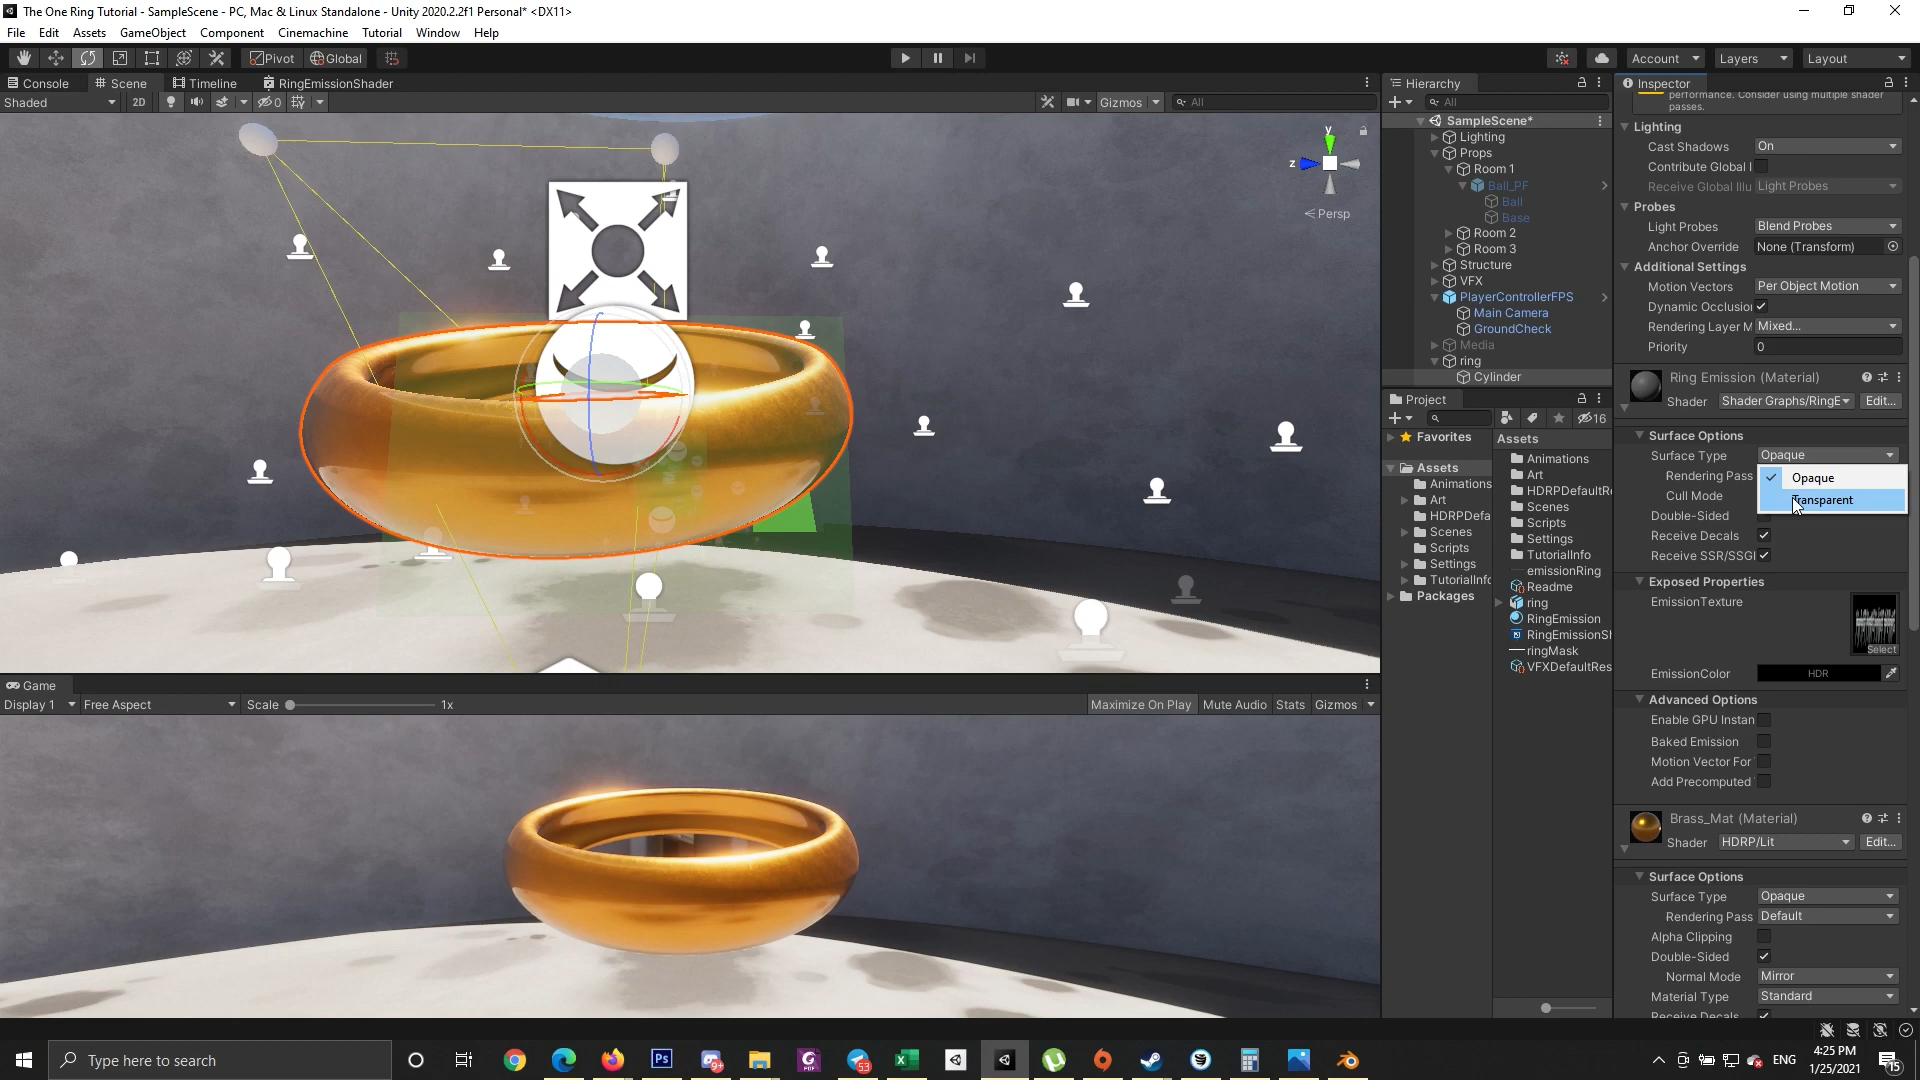 The One Ring Tutorial - SampleScene - PC, Mac & Linux Standalone - Unity 2020.2.2f1 Personal* <DX11>
File Edit Assets GameObject Component Cinemachine Tutorial Window Help
Pivot Global Account Layers Layout
Console Scene Timeline RingEmissionShader
Shaded 2D 0 Gizmos All
y
z
Persp
Hierarchy
All
SampleScene*
Lighting
Props
Room 1
Ball_PF
Ball
Base
Room 2
Room 3
Structure
VFX
PlayerControllerFPS
Main Camera
GroundCheck
Media
ring
Cylinder
Project
16
Favorites
Assets
Animations
Art
HDRPDefa
Scenes
Scripts
Settings
TutorialInfo
Packages
Assets
Animations
Art
HDRPDefaultRe
Scenes
Scripts
Settings
TutorialInfo
emissionRing
Readme
ring
RingEmission
RingEmissionSh
ringMask
VFXDefaultRes
Inspector
performance. Consider using multiple shader
passes.
Lighting
Cast Shadows On
Contribute Global I
Receive Global Illu Light Probes
Probes
Light Probes Blend Probes
Anchor Override None (Transform)
Additional Settings
Motion Vectors Per Object Motion
Dynamic Occlusion
Rendering Layer M Mixed...
Priority 0
Ring Emission (Material)
Shader Shader Graphs/RingE Edit...
Surface Options
Surface Type Opaque
Rendering Pass Opaque
Cull Mode Transparent
Double-Sided
Receive Decals
Receive SSR/SSGI
Exposed Properties
EmissionTexture
Select
EmissionColor HDR
Advanced Options
Enable GPU Instan
Baked Emission
Motion Vector For
Add Precomputed
Brass_Mat (Material)
Shader HDRP/Lit Edit...
Surface Options
Surface Type Opaque
Rendering Pass Default
Alpha Clipping
Double-Sided
Normal Mode Mirror
Material Type Standard
Receive Decals
Game
Display 1 Free Aspect Scale 1x Maximize On Play Mute Audio Stats Gizmos
Type here to search
Ps
9+
53
ENG
4:25 PM
1/25/2021
15